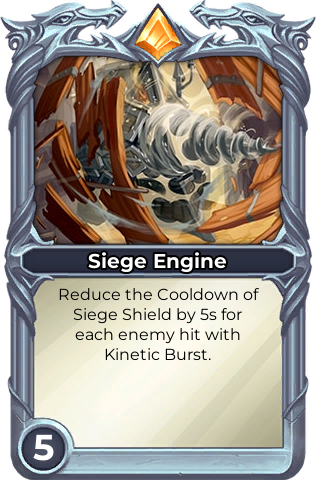 Siege Engine
Reduce the Cooldown of
Siege Shield by 5s for
each enemy hit with
Kinetic Burst.
5